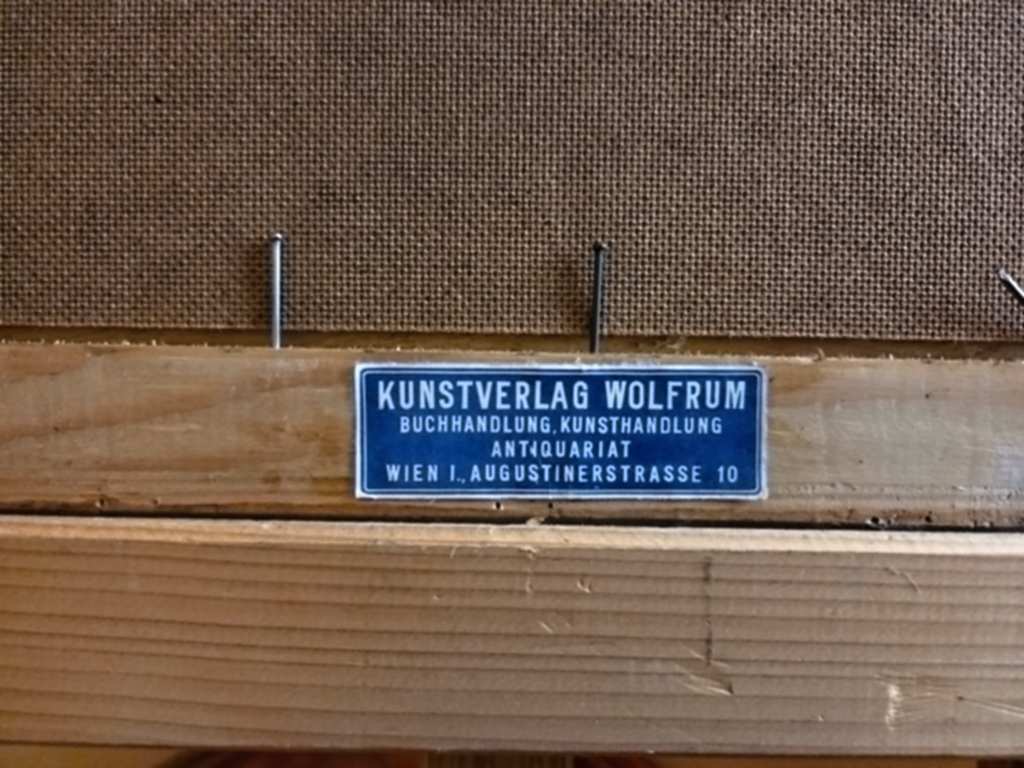 KUNSTVERLAG WOLFRUM
BUCHHANDLUNG, KUNSTHANDLUNG
ANTIQUARIAT
WIEN I., AUGUSTINERSTRASSE 10